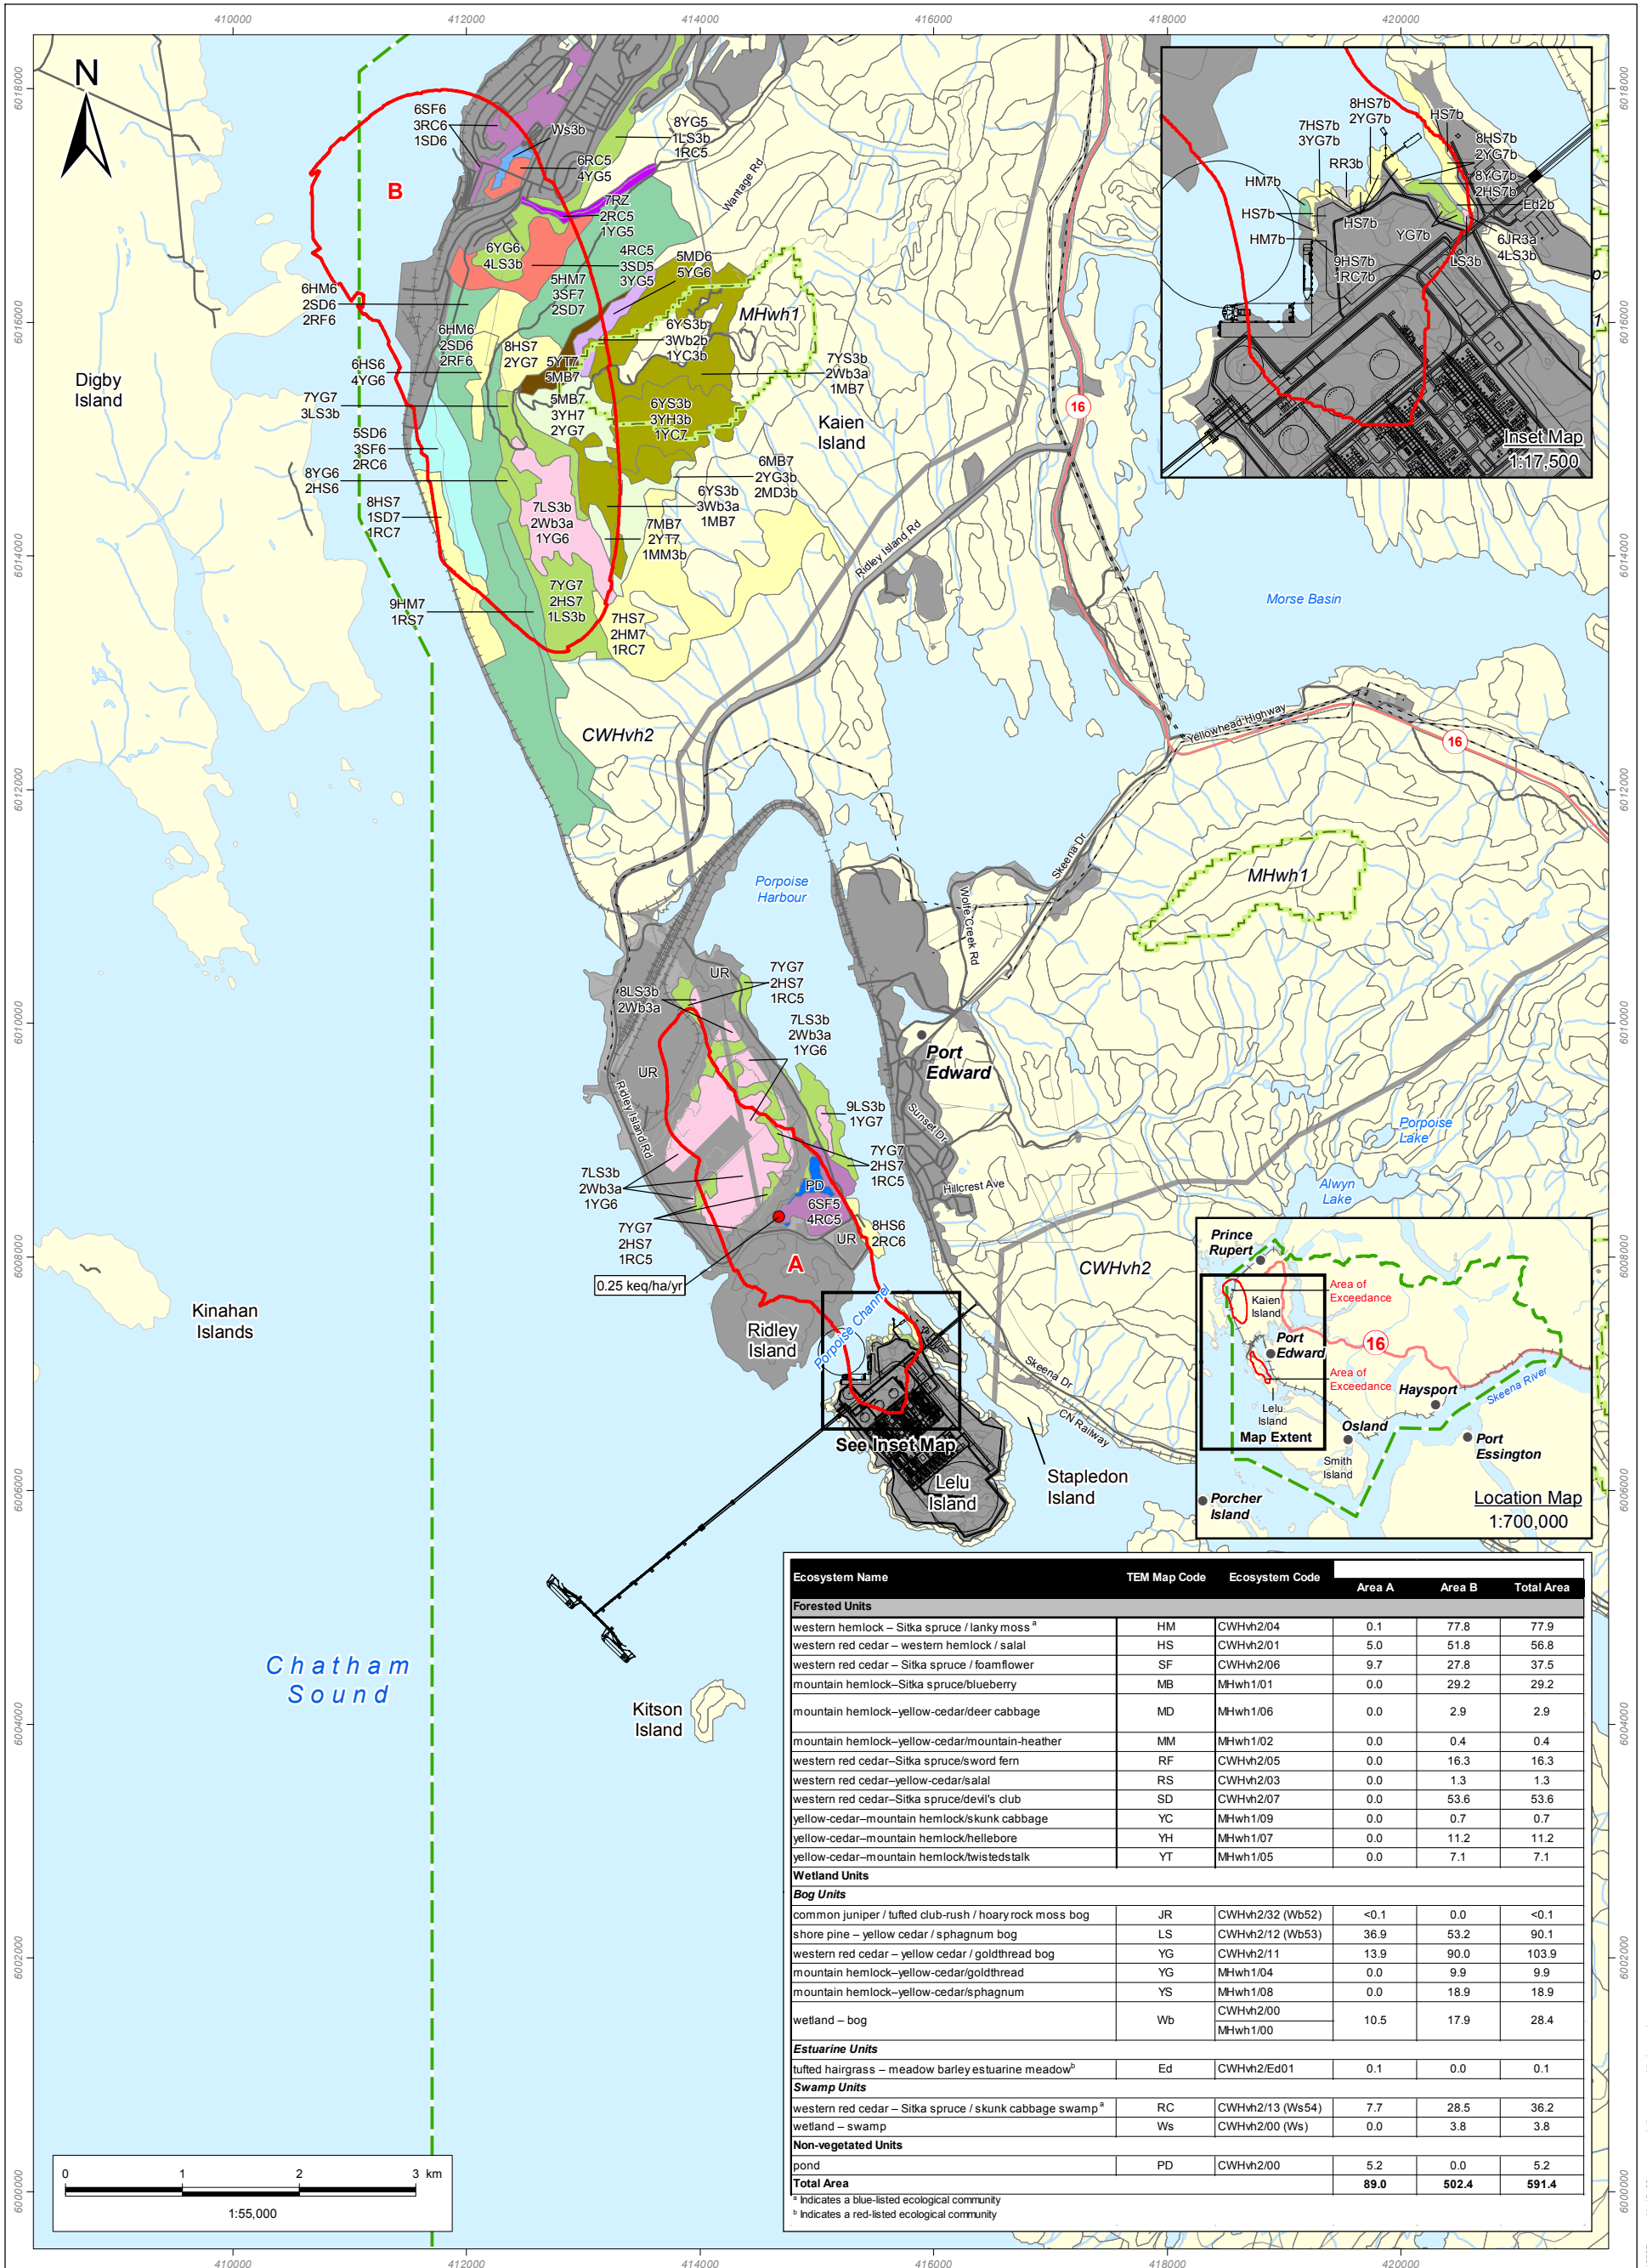 410000 412000 414000 416000 418000 420000
6018000
6016000
6014000
6012000
6010000
6008000
6006000
6004000
6002000
6000000
6018000
6016000
6014000
6012000
6010000
6008000
6006000
6004000
6002000
6000000
N
B
6SF6
3RC6
1SD6
Ws3b
6RC5
4YG5
8YG5
1LS3b
1RC5
Wantage Rd
7RZ
2RC5
1YG5
6YG6
4LS3b
4RC5
3SD5
3YG5
5HM7
3SF7
2SD7
5MD6
5YG6
MHwh1
6HM6
2SD6
2RF6
6HM6
2SD6
2RF6
8HS7
2YG7
5YT7
5MB7
6YS3b
3Wb2b
1YC3b
7YS3b
2Wb3a
1MB7
6HS6
4YG6
Digby
Island
7YG7
3LS3b
5MB7
3YH7
2YG7
6YS3b
3YH3b
1YC7
Kaien
Island
16
5SD6
3SF6
2RC6
8YG6
2HS6
6MB7
2YG3b
2MD3b
8HS7
1SD7
1RC7
7LS3b
2Wb3a
1YG6
6YS3b
3Wb3a
1MB7
7MB7
2YT7
1MM3b
Ridley Island Rd
9HM7
1RS7
7YG7
2HS7
1LS3b
7HS7
2HM7
1RC7
CWHvh2
Morse Basin
Yellowhead Highway
16
Skeena Dr
MHwh1
Wolfe Creek Rd
Porpoise
Harbour
UR
8LS3b
2Wb3a
7YG7
2HS7
1RC5
7LS3b
2Wb3a
1YG6
UR
Ridley Island Rd
Port
Edward
Sunset Dr
9LS3b
1YG7
7YG7
2HS7
1RC5
Hillcrest Ave
Porpoise
Lake
Alwyn
Lake
7LS3b
2Wb3a
1YG6
7YG7
2HS7
1RC5
PD
6SF5
4RC5
UR
8HS6
2RC6
A
0.25 keq/ha/yr
CWHvh2
Kinahan
Islands
Ridley
Island
Porpoise Channel
Skeena Dr
CN Railway
See Inset Map
Lelu
Island
Stapledon
Island
Chatham
Sound
Kitson
Island
8HS7b
2YG7b
HS7b
7HS7b
3YG7b
8HS7b
2YG7b
RR3b
8YG7b
2HS7b
HM7b
Ed2b
HS7b
HS7b
YG7b
HM7b
6JR3a
4LS3b
9HS7b
1RC7b
LS3b
Inset Map
1:17,500
Prince
Rupert
Area of
Exceedance
Kaien
Island
Port
Edward
16
Area of
Exceedance
Haysport
Skeena River
Lelu
Island
Osland
Map Extent
Port
Essington
Smith
Island
Porcher
Island
Location Map
1:700,000
Ecosystem Name TEM Map Code Ecosystem Code Area A Area B Total Area
Forested Units
western hemlock – Sitka spruce / lanky moss a HM CWHvh2/04 0.1 77.8 77.9
western red cedar – western hemlock / salal HS CWHvh2/01 5.0 51.8 56.8
western red cedar – Sitka spruce / foamflower SF CWHvh2/06 9.7 27.8 37.5
mountain hemlock–Sitka spruce/blueberry MB MHwh1/01 0.0 29.2 29.2
mountain hemlock–yellow-cedar/deer cabbage MD MHwh1/06 0.0 2.9 2.9
mountain hemlock–yellow-cedar/mountain-heather MM MHwh1/02 0.0 0.4 0.4
western red cedar–Sitka spruce/sword fern RF CWHvh2/05 0.0 16.3 16.3
western red cedar–yellow-cedar/salal RS CWHvh2/03 0.0 1.3 1.3
western red cedar–Sitka spruce/devil's club SD CWHvh2/07 0.0 53.6 53.6
yellow-cedar–mountain hemlock/skunk cabbage YC MHwh1/09 0.0 0.7 0.7
yellow-cedar–mountain hemlock/hellebore YH MHwh1/07 0.0 11.2 11.2
yellow-cedar–mountain hemlock/twistedstalk YT MHwh1/05 0.0 7.1 7.1
Wetland Units
Bog Units
common juniper / tufted club-rush / hoary rock moss bog JR CWHvh2/32 (Wb52) <0.1 0.0 <0.1
shore pine – yellow cedar / sphagnum bog LS CWHvh2/12 (Wb53) 36.9 53.2 90.1
western red cedar – yellow cedar / goldthread bog YG CWHvh2/11 13.9 90.0 103.9
mountain hemlock–yellow-cedar/goldthread YG MHwh1/04 0.0 9.9 9.9
mountain hemlock–yellow-cedar/sphagnum YS MHwh1/08 0.0 18.9 18.9
wetland – bog Wb CWHvh2/00 MHwh1/00 10.5 17.9 28.4
Estuarine Units
tufted hairgrass – meadow barley estuarine meadow b Ed CWHvh2/Ed01 0.1 0.0 0.1
Swamp Units
western red cedar – Sitka spruce / skunk cabbage swamp a RC CWHvh2/13 (Ws54) 7.7 28.5 36.2
wetland – swamp Ws CWHvh2/00 (Ws) 0.0 3.8 3.8
Non-vegetated Units
pond PD CWHvh2/00 5.2 0.0 5.2
Total Area 89.0 502.4 591.4
a Indicates a blue-listed ecological community
b Indicates a red-listed ecological community
0 1 2 3 km
1:55,000
410000 412000 414000 416000 418000 420000